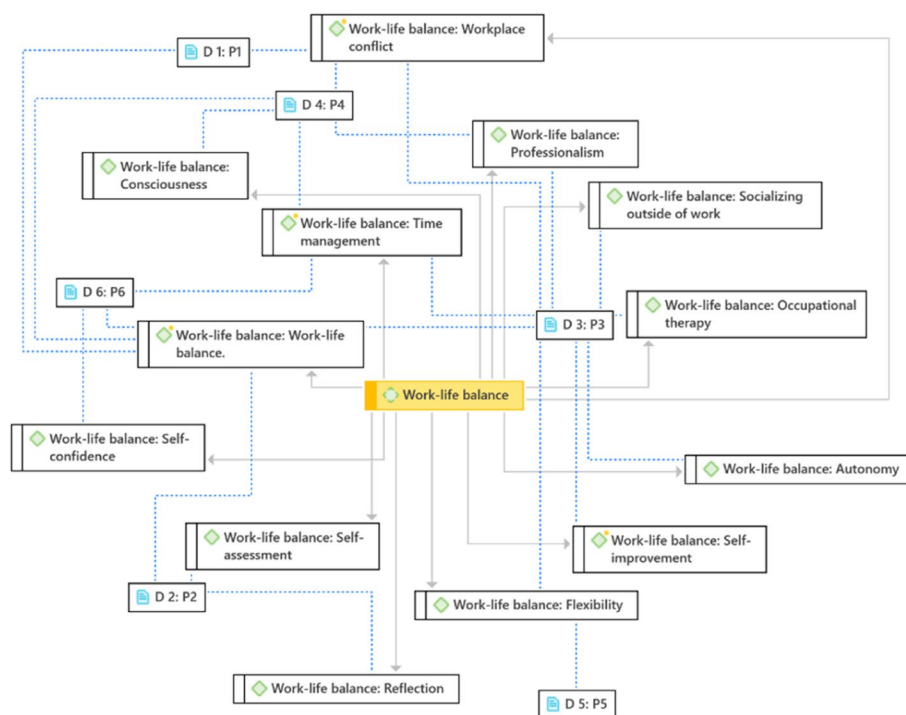 Work-life balance: Workplace
conflict
D 1: P1
D 4: P4
Work-life balance:
Professionalism
Work-life balance:
Consciousness
Work-life balance: Socializing
outside of work
Work-life balance: Time
management
D 6: P6
Work-life balance: Occupational
therapy
D 3: P3
Work-life balance: Work-life
balance.
Work-life balance
Work-life balance: Self-
confidence
Work-life balance: Autonomy
Work-life balance: Self-
assessment
Work-life balance: Self-
improvement
D 2: P2
Work-life balance: Flexibility
Work-life balance: Reflection
D 5: P5